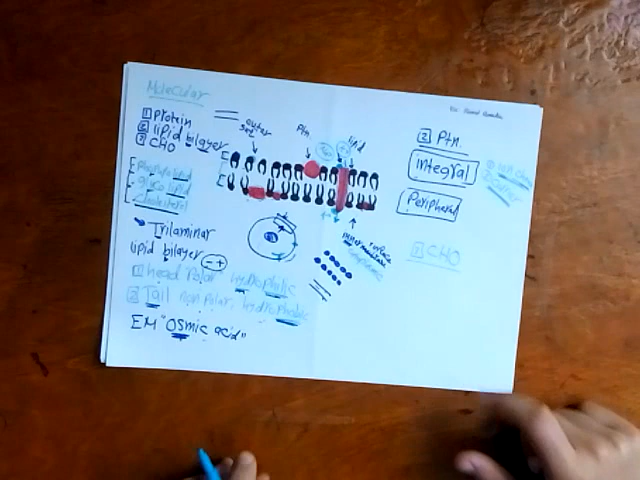 Molecular
1 protein
2 lipid bilayer
3 CHO
phospholipid
glycolipid
cholesterol
Trilaminar
lipid bilayer - +
1 head Polar Hydrophilic
2 Tail non polar, hydrophobic
EM "Osmic acid"
outer
Ptn
lipid
E
E
surface
2 Ptn
integral
Peripheral
3 CHO